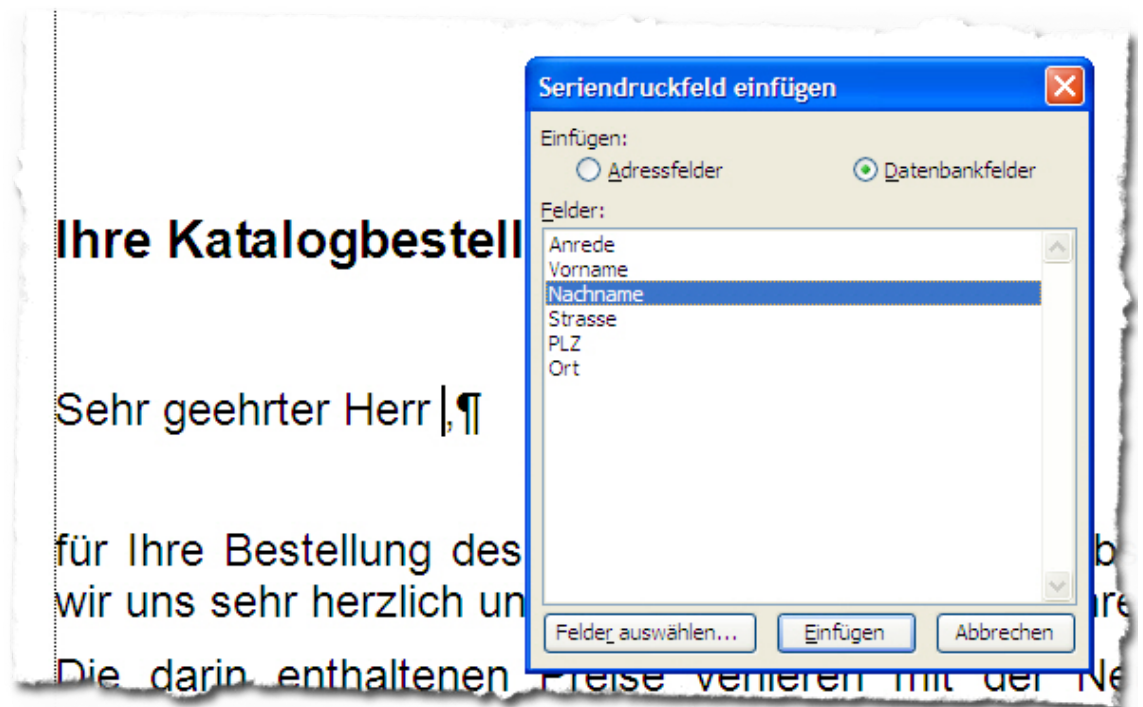 Seriendruckfeld einfügen
Einfügen:
Adressfelder Datenbankfelder
Felder:
Anrede
Vorname
Nachname
Strasse
PLZ
Ort
Felder auswählen... Einfügen Abbrechen
Ihre Katalogbestell
Sehr geehrter Herr ,¶
für Ihre Bestellung des
wir uns sehr herzlich un
Die darin enthaltenen Preise mit der Ne